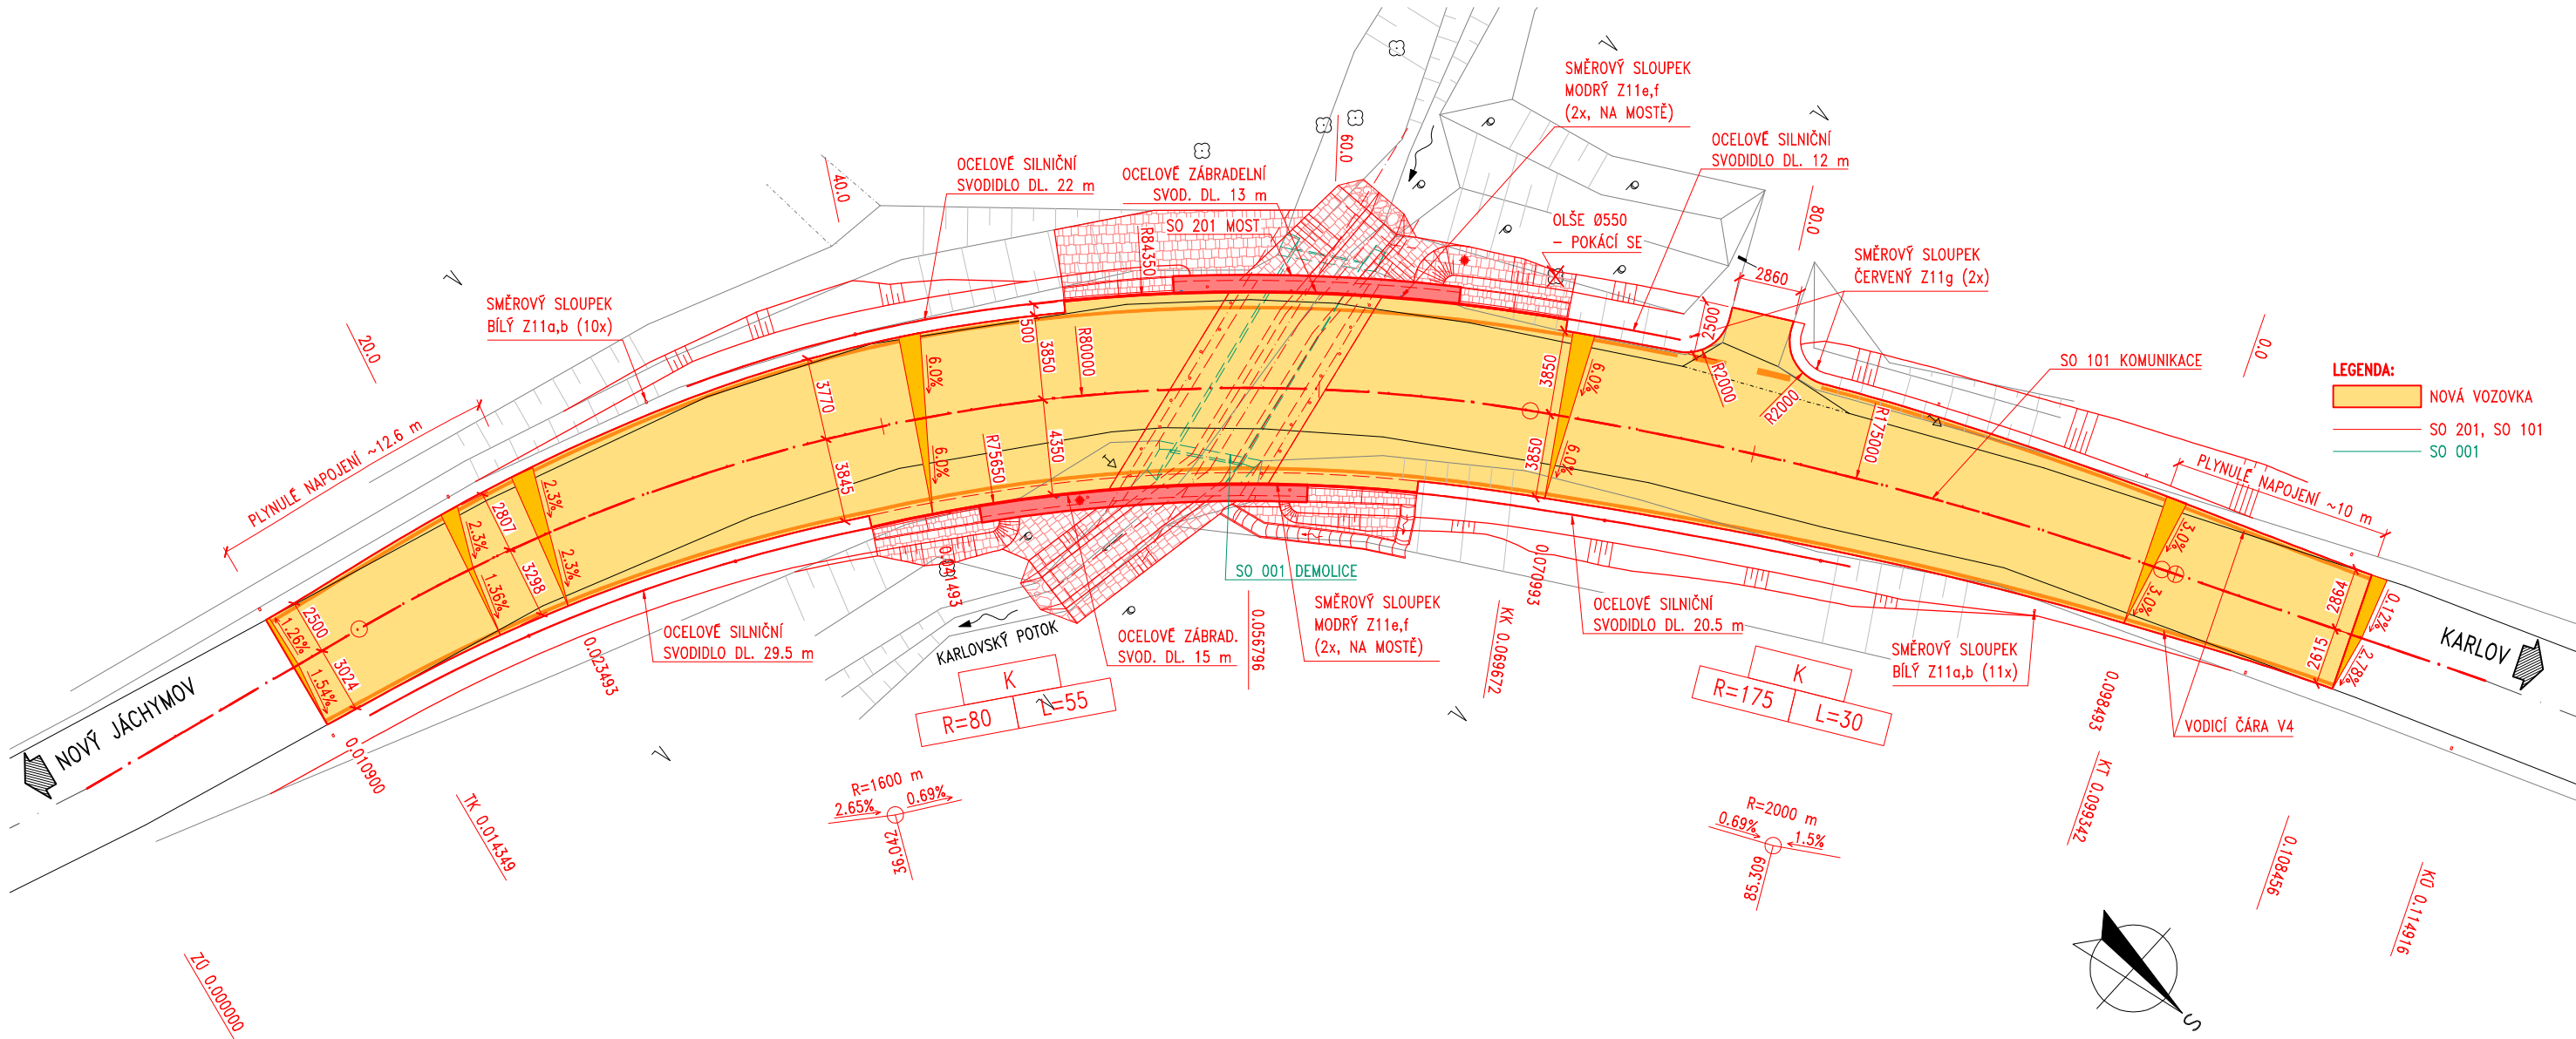 SMĚROVÝ SLOUPEK
MODRÝ Z11e,f
(2x, NA MOSTĚ)
OCELOVÉ SILNIČNÍ
SVODIDLO DL. 12 m
OCELOVÉ SILNIČNÍ
SVODIDLO DL. 22 m
OCELOVÉ ZÁBRADELNÍ
SVOD. DL. 13 m
SO 201 MOST
60.0
40.0
80.0
20.0
0.0
OLŠE Ø550
– POKÁCÍ SE
SMĚROVÝ SLOUPEK
ČERVENÝ Z11g (2x)
2860
2500
R84350
SMĚROVÝ SLOUPEK
BÍLÝ Z11a,b (10x)
PLYNULÉ NAPOJENÍ ~12.6 m
SO 101 KOMUNIKACE
LEGENDA:
NOVÁ VOZOVKA
SO 201, SO 101
SO 001
500
3850
R80000
4350
R75650
6.0%
6.0%
3770
3845
3850
3850
6.0%
6.0%
R2000
R2000
R175000
PLYNULÉ NAPOJENÍ ~10 m
2.3%
2.3%
2.3%
1.36%
2807
3298
2500
3024
1.26%
1.54%
3.0%
3.0%
2864
2615
0.12%
2.78%
NOVÝ JÁCHYMOV
KARLOV
SO 001 DEMOLICE
KARLOVSKÝ POTOK
OCELOVÉ SILNIČNÍ
SVODIDLO DL. 29.5 m
OCELOVÉ ZÁBRAD.
SVOD. DL. 15 m
SMĚROVÝ SLOUPEK
MODRÝ Z11e,f
(2x, NA MOSTĚ)
OCELOVÉ SILNIČNÍ
SVODIDLO DL. 20.5 m
SMĚROVÝ SLOUPEK
BÍLÝ Z11a,b (11x)
VODICÍ ČÁRA V4
K
R=80
L=55
K
R=175
L=30
R=1600 m
2.65%
0.69%
36.042
R=2000 m
0.69%
1.5%
85.309
ZÚ 0.000000
0.010900
TK 0.014349
0.023493
0.041493
0.056796
KK 0.069672
0.070993
0.098493
KT 0.099342
0.108456
KÚ 0.114916
S